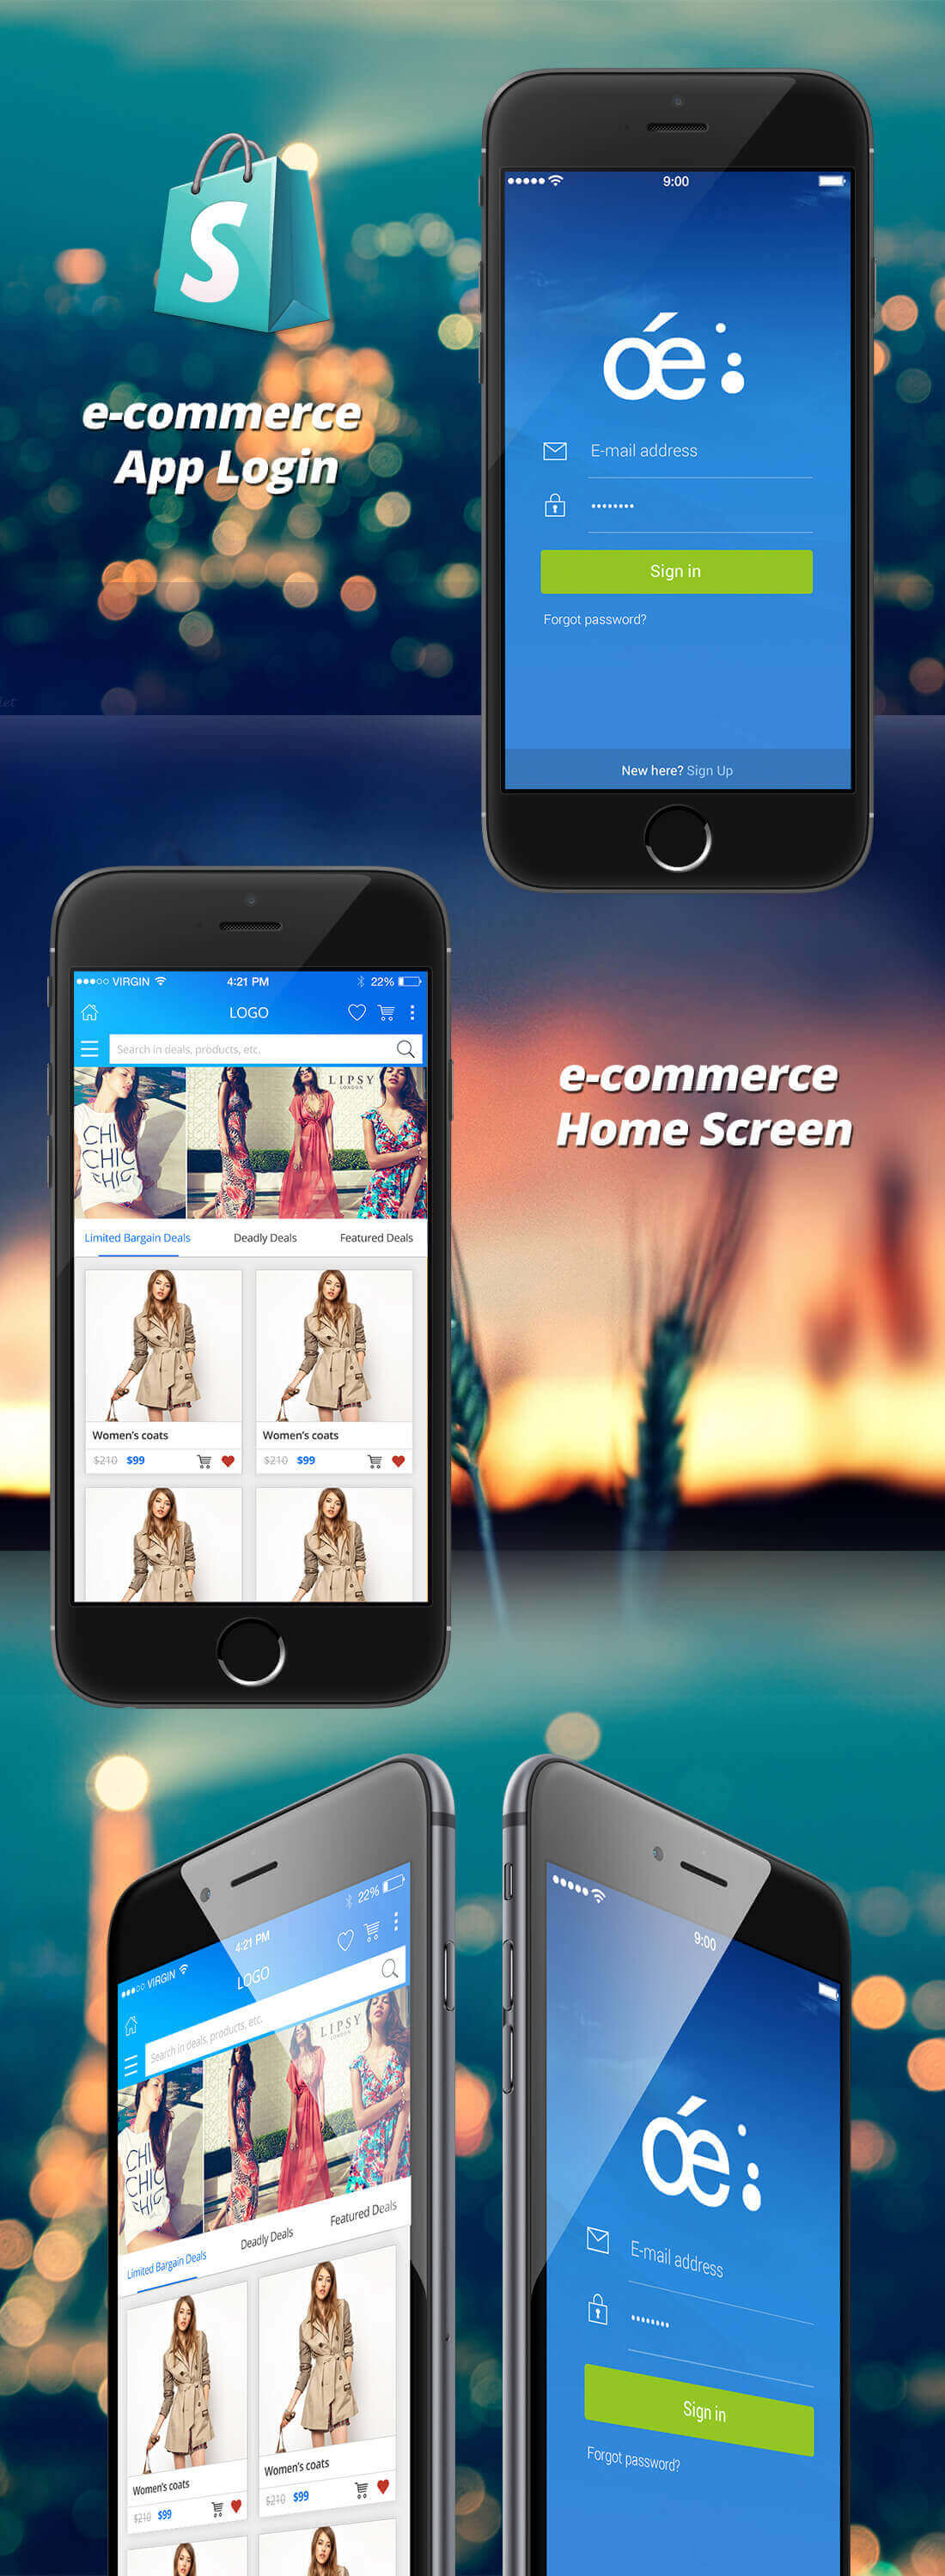 S
e-commerce
App Login
9:00
óe
E-mail address
Sign in
Forgot password?
New here? Sign Up
VIRGIN 4:21 PM 22%
LOGO
Search in deals, products, etc.
LIPSY
LONDON
CHIC
CHIC
CHIC
Limited Bargain Deals Deadly Deals Featured Deals
Women's coats Women's coats
$210 $99 $210 $99
e-commerce
Home Screen
VIRGIN 4:21 PM 22%
LOGO
Search in deals, products, etc.
LIPSY
LONDON
CHIC
CHIC
CHIC
Limited Bargain Deals Deadly Deals Featured Deals
Women's coats Women's coats
$210 $99 $210 $99
9:00
óe
E-mail address
Sign in
Forgot password?